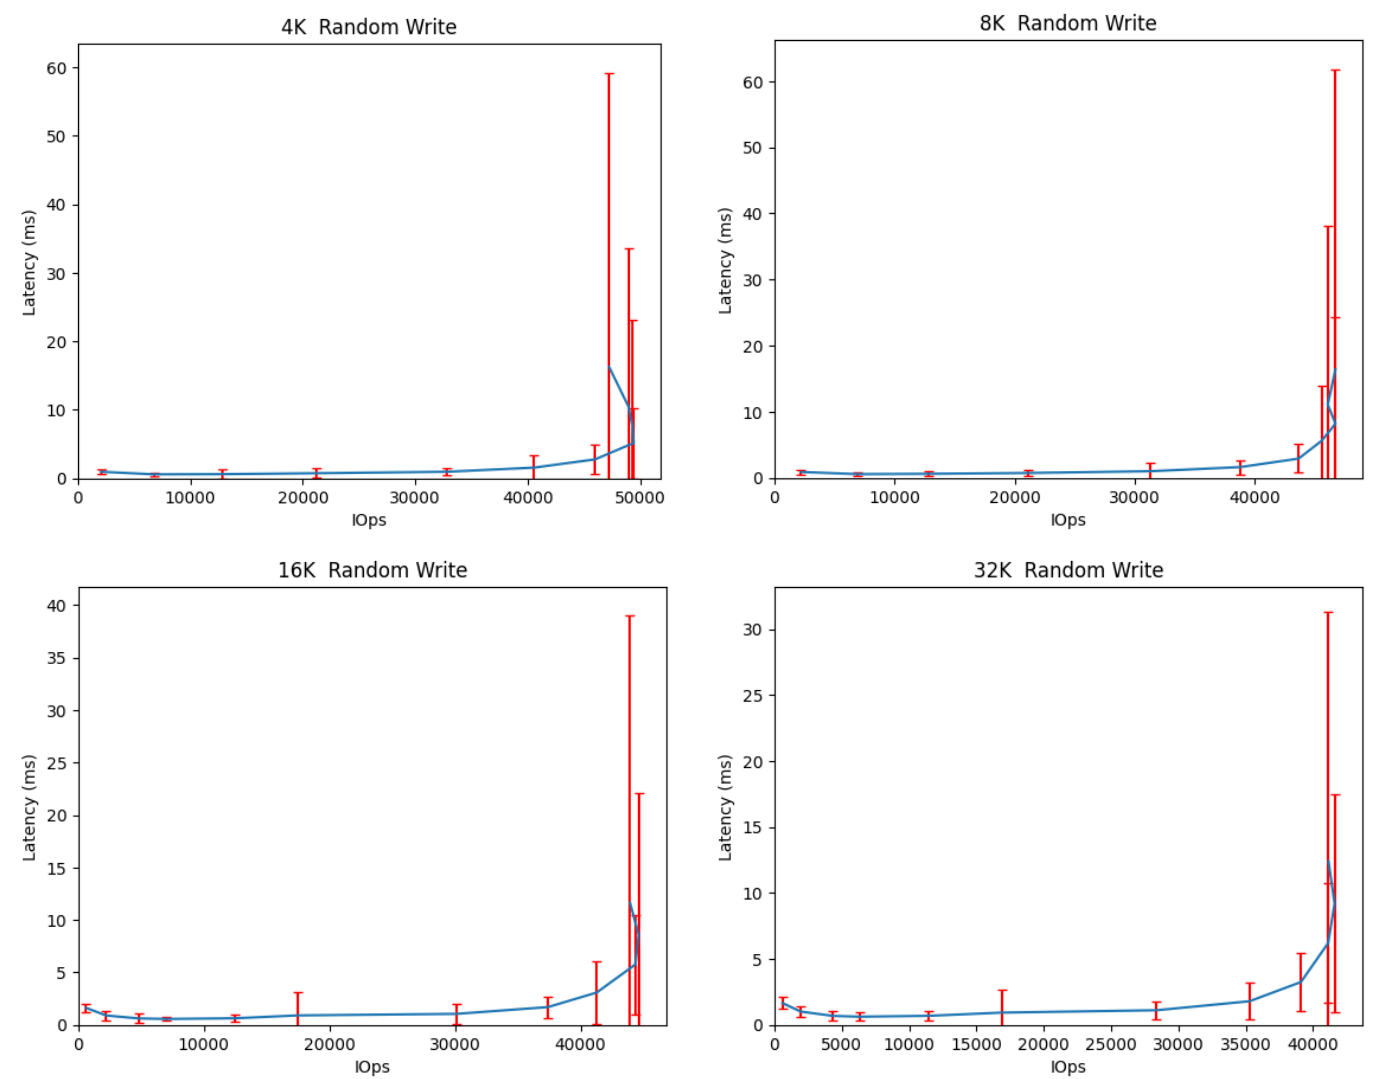 4K  Random Write
60
50
40
30
20
10
0
Latency (ms)
0 10000 20000 30000 40000 50000
IOps
8K  Random Write
60
50
40
30
20
10
0
Latency (ms)
0 10000 20000 30000 40000
IOps
16K  Random Write
40
35
30
25
20
15
10
5
0
Latency (ms)
0 10000 20000 30000 40000
IOps
32K  Random Write
30
25
20
15
10
5
0
Latency (ms)
0 5000 10000 15000 20000 25000 30000 35000 40000
IOps